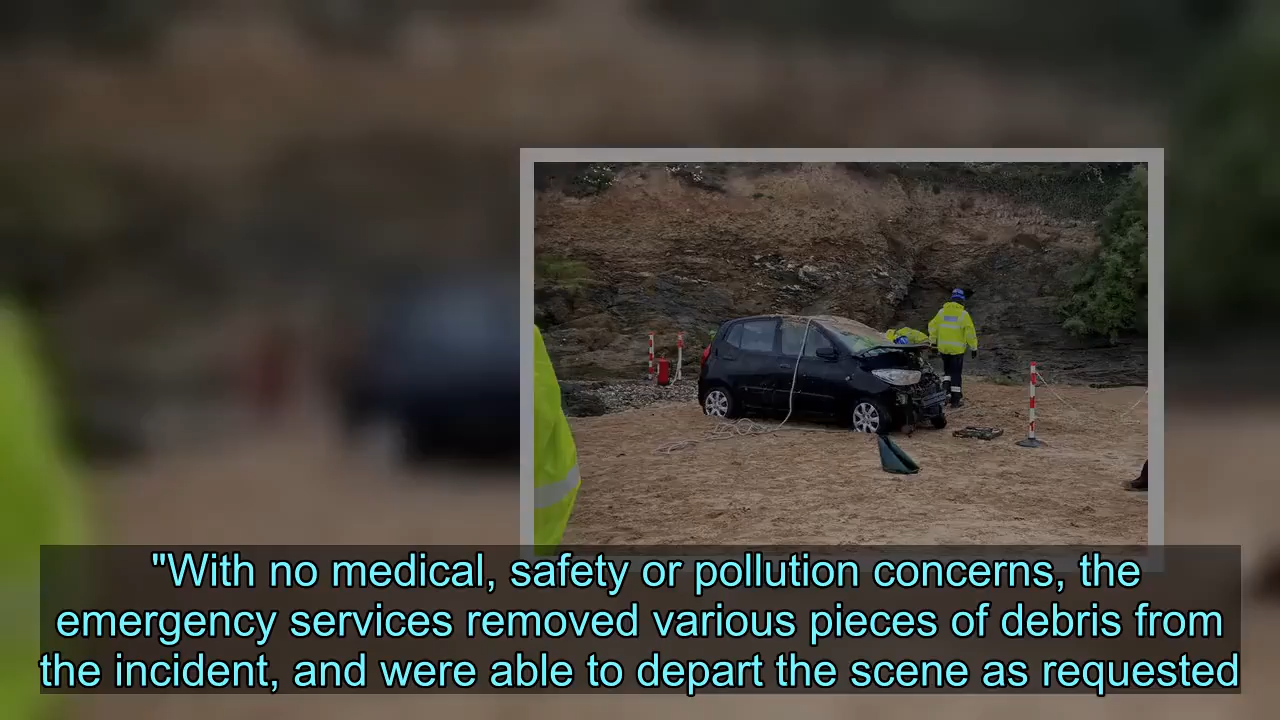 "With no medical, safety or pollution concerns, the
emergency services removed various pieces of debris from
the incident, and were able to depart the scene as requested